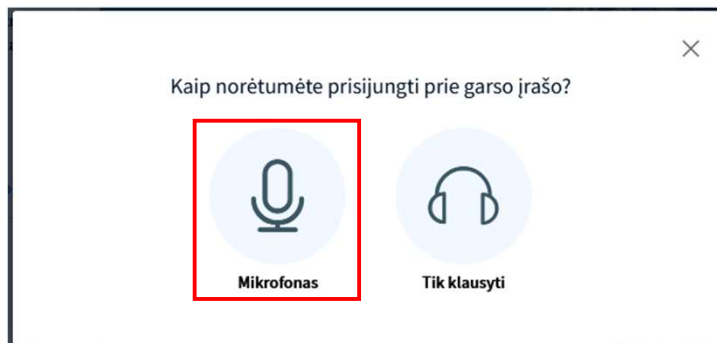 Kaip norėtumėte prisijungti prie garso įrašo?
Mikrofonas
Tik klausyti